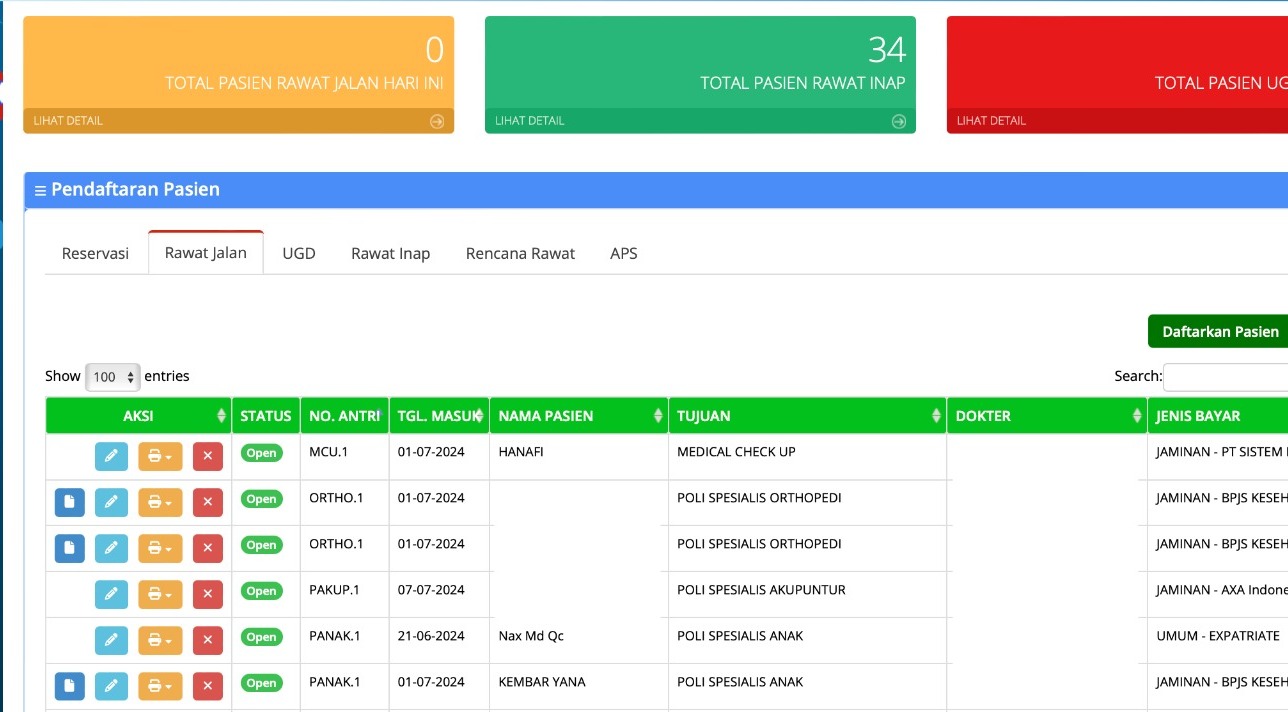 0
TOTAL PASIEN RAWAT JALAN HARI INI
LIHAT DETAIL
34
TOTAL PASIEN RAWAT INAP
LIHAT DETAIL
TOTAL PASIEN UG
LIHAT DETAIL
Pendaftaran Pasien
Reservasi Rawat Jalan UGD Rawat Inap Rencana Rawat APS
Daftarkan Pasien
Show 100 entries Search:
AKSI STATUS NO. ANTRI TGL. MASUK NAMA PASIEN TUJUAN DOKTER JENIS BAYAR
Open MCU.1 01-07-2024 HANAFI MEDICAL CHECK UP JAMINAN - PT SISTEM
Open ORTHO.1 01-07-2024 POLI SPESIALIS ORTHOPEDI JAMINAN - BPJS KESEH
Open ORTHO.1 01-07-2024 POLI SPESIALIS ORTHOPEDI JAMINAN - BPJS KESEH
Open PAKUP.1 07-07-2024 POLI SPESIALIS AKUPUNTUR JAMINAN - AXA Indone
Open PANAK.1 21-06-2024 Nax Md Qc POLI SPESIALIS ANAK UMUM - EXPATRIATE
Open PANAK.1 01-07-2024 KEMBAR YANA POLI SPESIALIS ANAK JAMINAN - BPJS KESEH